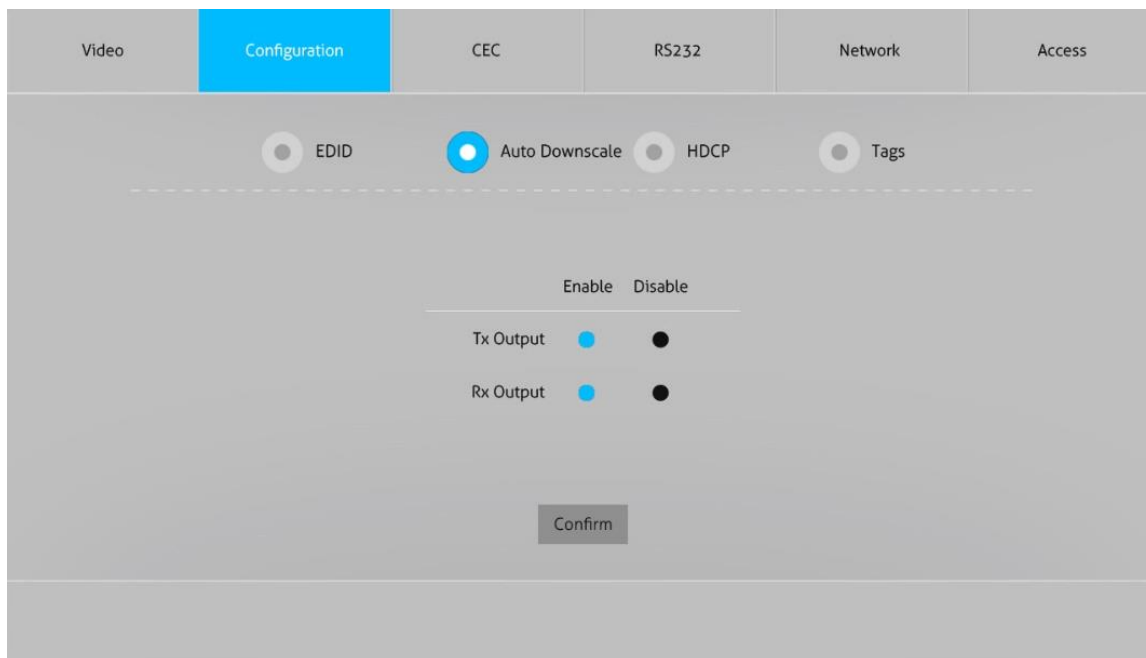 Video Configuration CEC RS232 Network Access
EDID Auto Downscale HDCP Tags
Enable Disable
Tx Output
Rx Output
Confirm